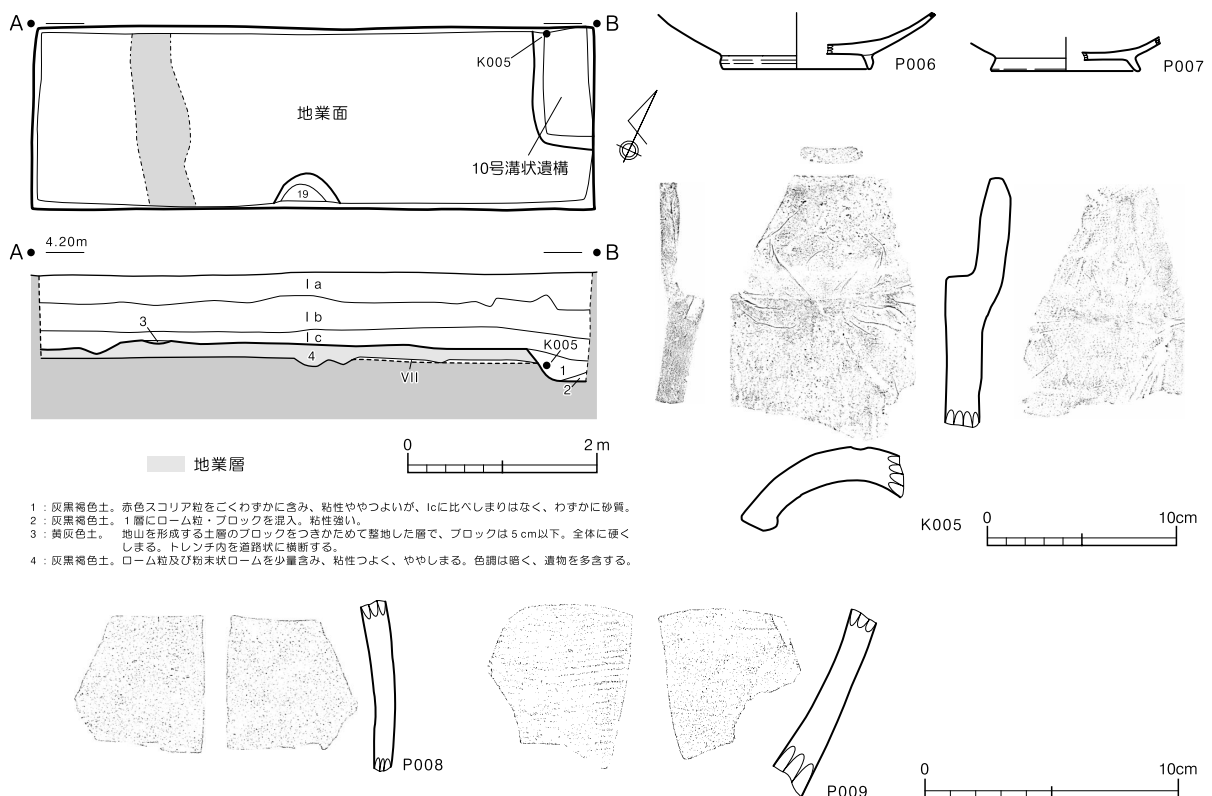 A B
K005
地業面
10号溝状遺構
19
P006
P007
A B
4.20m
Ⅰa
Ⅰb
3
Ⅰc
K005
4
1
VII
2
0 2m
地業層
1：灰黒褐色土。赤色スコリア粒をごくわずかに含み、粘性ややつよいが、Icに比べしまりはなく、わずかに砂質。
2：灰黒褐色土。１層にローム粒・ブロックを混入。粘性強い。
3：黄灰色土。　地山を形成する土層のブロックをつきかためて整地した層で、ブロックは５cm以下。全体に硬く
しまる。トレンチ内を道路状に横断する。
4：灰黒褐色土。ローム粒及び粉末状ロームを少量含み、粘性つよく、ややしまる。色調は暗く、遺物を多含する。
K005
0 10cm
P008
P009
0 10cm